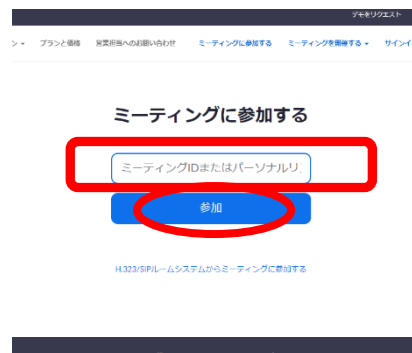 デモをリクエスト
ン プランと価格 営業担当へのお問い合わせ ミーティングに参加する ミーティングを開催する サインイ
ミーティングに参加する
ミーティングIDまたはパーソナルリ
参加
H.323/SIPルームシステムからミーティングに参加する